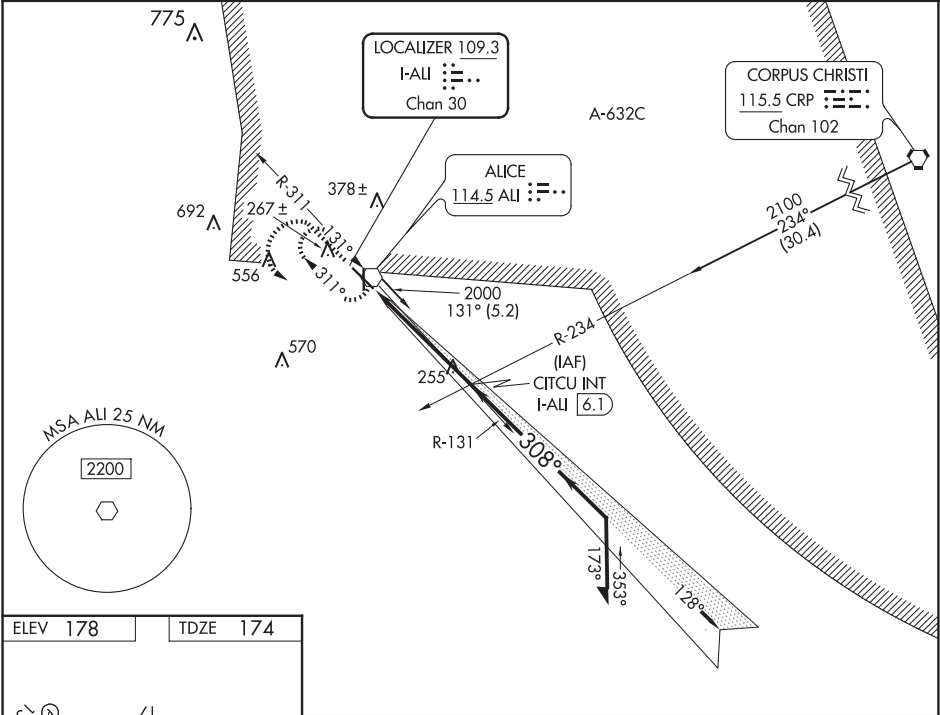 775
LOCALIZER 109.3
I-ALI
Chan 30
CORPUS CHRISTI
115.5 CRP
Chan 102
A-632C
ALICE
114.5 ALI
R-311
378±
131°
692
267±
556
311°
2100
234°
(30.4)
2000
131° (5.2)
570
R-234
(IAF)
CITCU INT
I-ALI 6.1
255
R-131
308°
MSA ALI 25 NM
2200
173°
353°
128°
ELEV 178
TDZE 174